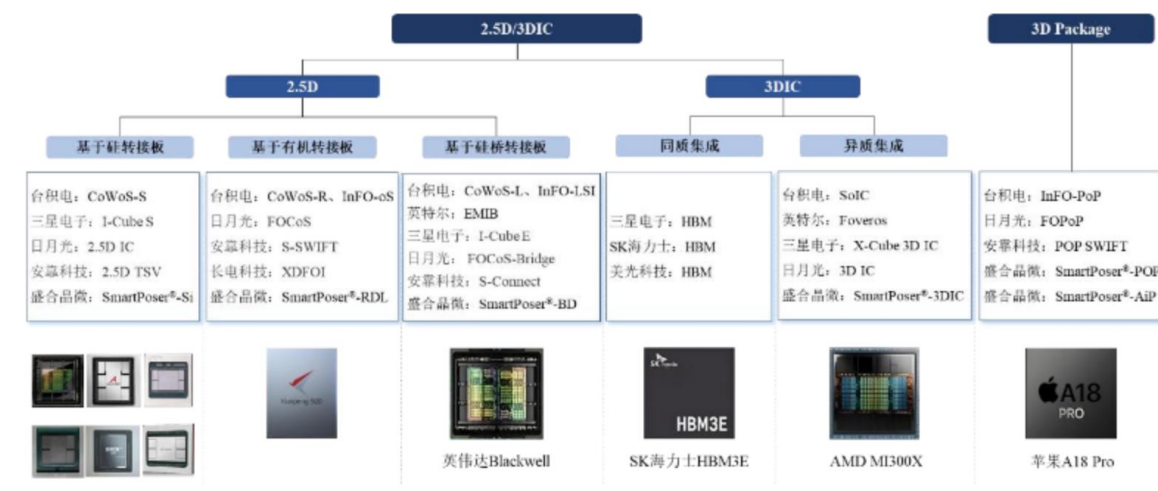 2.5D/3DIC
3D Package
2.5D
3DIC
基于硅转接板
基于有机转接板
基于硅桥转接板
同质集成
异质集成
台积电：CoWoS-S
三星电子：I-Cube S
日月光：2.5D IC
安靠科技：2.5D TSV
盛合晶微：SmartPoser®-Si
台积电：CoWoS-R、InFO-oS
日月光：FOCoS
安靠科技：S-SWIFT
长电科技：XDFOI
盛合晶微：SmartPoser®-RDL
台积电：CoWoS-L、InFO-LSI
英特尔：EMIB
三星电子：I-Cube E
日月光：FOCoS-Bridge
安靠科技：S-Connect
盛合晶微：SmartPoser®-BD
三星电子：HBM
SK海力士：HBM
美光科技：HBM
台积电：SoIC
英特尔：Foveros
三星电子：X-Cube 3D IC
日月光：3D IC
盛合晶微：SmartPoser®-3DIC
台积电：InFO-PoP
日月光：FOPoP
安靠科技：POP SWIFT
盛合晶微：SmartPoser®-POP
盛合晶微：SmartPoser®-AiP
Kunpeng 920
SK hynix
HBM3E
A18
PRO
英伟达Blackwell
SK海力士HBM3E
AMD MI300X
苹果A18 Pro